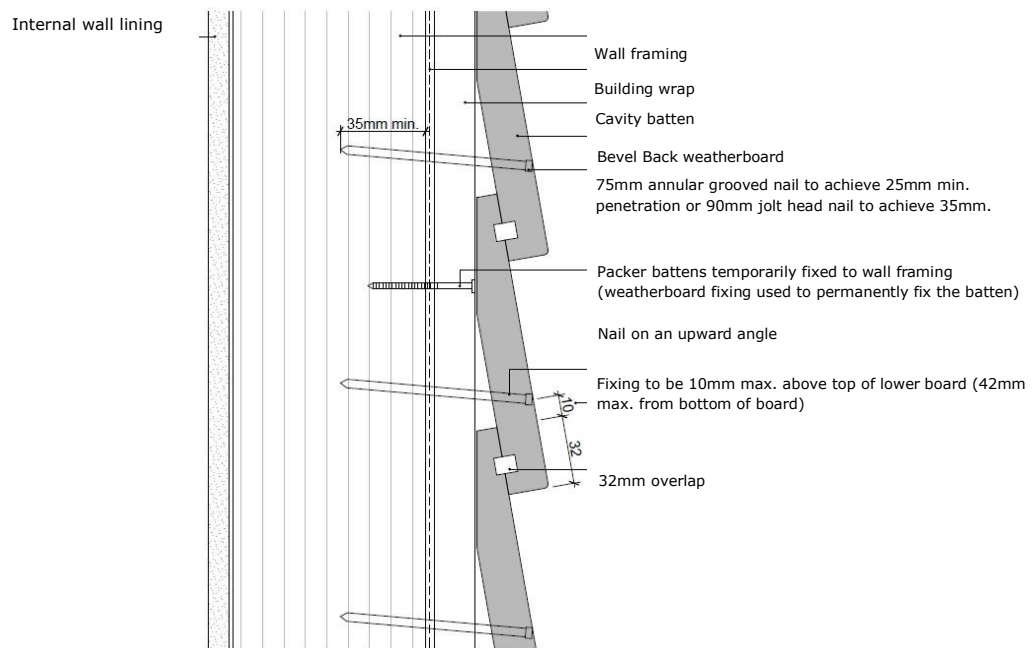 Internal wall lining
Wall framing
Building wrap
35mm min.
Cavity batten
Bevel Back weatherboard
75mm annular grooved nail to achieve 25mm min.
penetration or 90mm jolt head nail to achieve 35mm.
Packer battens temporarily fixed to wall framing
(weatherboard fixing used to permanently fix the batten)
Nail on an upward angle
Fixing to be 10mm max. above top of lower board (42mm
max. from bottom of board)
10
32
32mm overlap